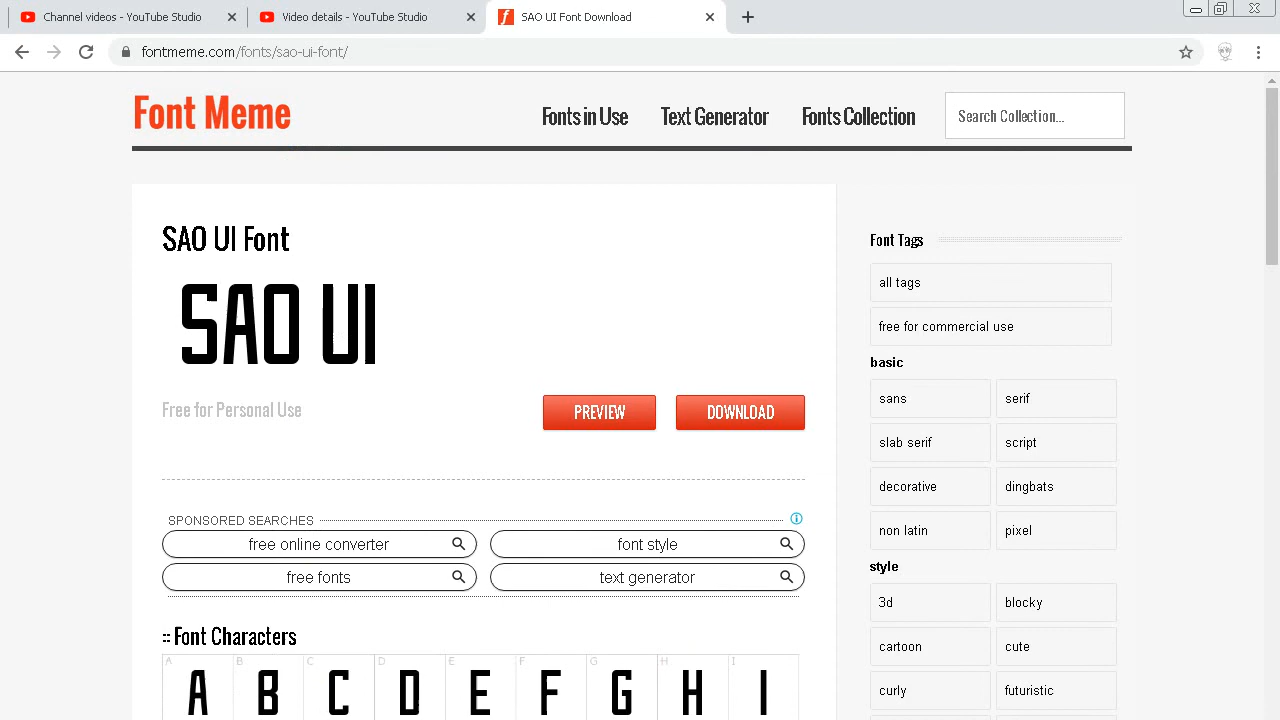 Channel videos - YouTube Studio
Video details - YouTube Studio
SAO UI Font Download
fontmeme.com/fonts/sao-ui-font/
Font Meme
Fonts in Use
Text Generator
Fonts Collection
Search Collection...
SAO UI Font
SAO UI
Free for Personal Use
PREVIEW
DOWNLOAD
SPONSORED SEARCHES
free online converter
font style
free fonts
text generator
:: Font Characters
A B C D E F G H I
A B C D E F G H I
Font Tags
all tags
free for commercial use
basic
sans serif
slab serif script
decorative dingbats
non latin pixel
style
3d blocky
cartoon cute
curly futuristic